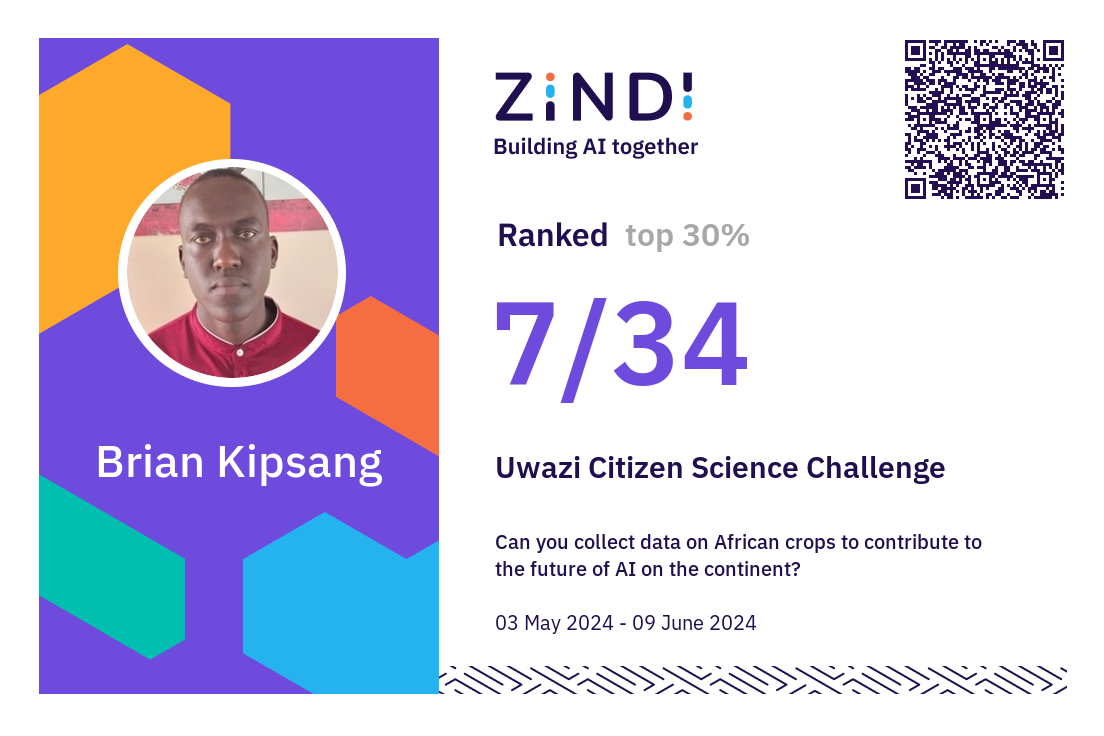 Brian Kipsang
ZiND!
Building AI together
Ranked top 30%
7/34
Uwazi Citizen Science Challenge
Can you collect data on African crops to contribute to
the future of AI on the continent?
03 May 2024 - 09 June 2024